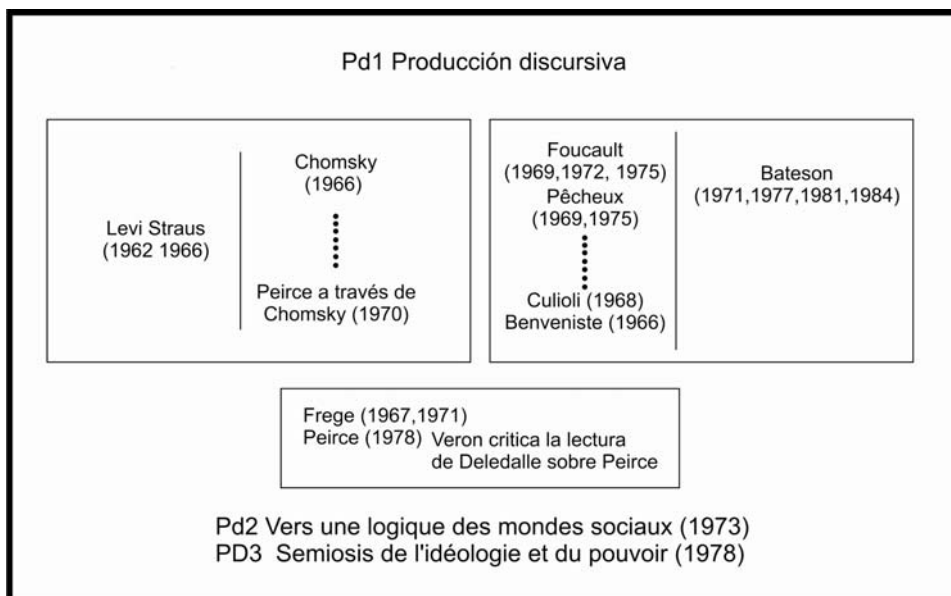 Pd1 Producción discursiva
Levi Straus
(1962 1966)
Chomsky
(1966)
Peirce a través de
Chomsky (1970)
Foucault
(1969,1972, 1975)
Pêcheux
(1969,1975)
Culioli (1968)
Benveniste (1966)
Bateson
(1971,1977,1981,1984)
Frege (1967,1971)
Peirce (1978) Veron critica la lectura
de Deledalle sobre Peirce
Pd2 Vers une logique des mondes sociaux (1973)
PD3 Semiosis de l'idéologie et du pouvoir (1978)